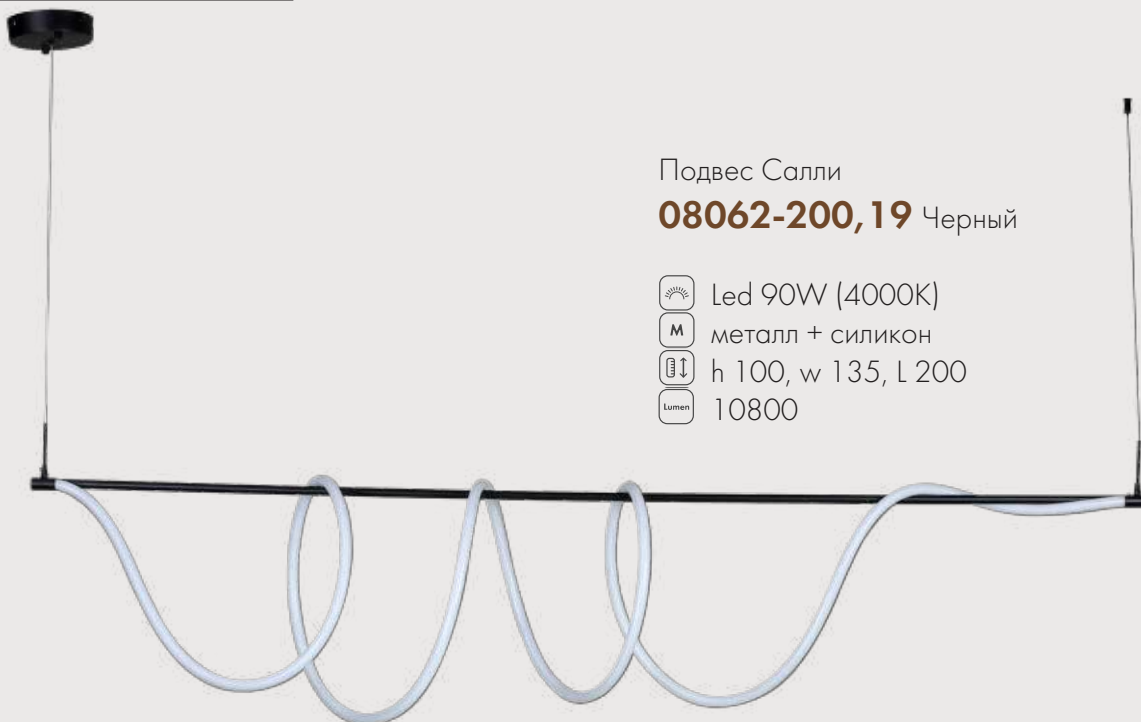 Подвес Салли
08062-200,19 Черный
Led 90W (4000K)
M металл + силикон
h 100, w 135, L 200
Lumen 10800